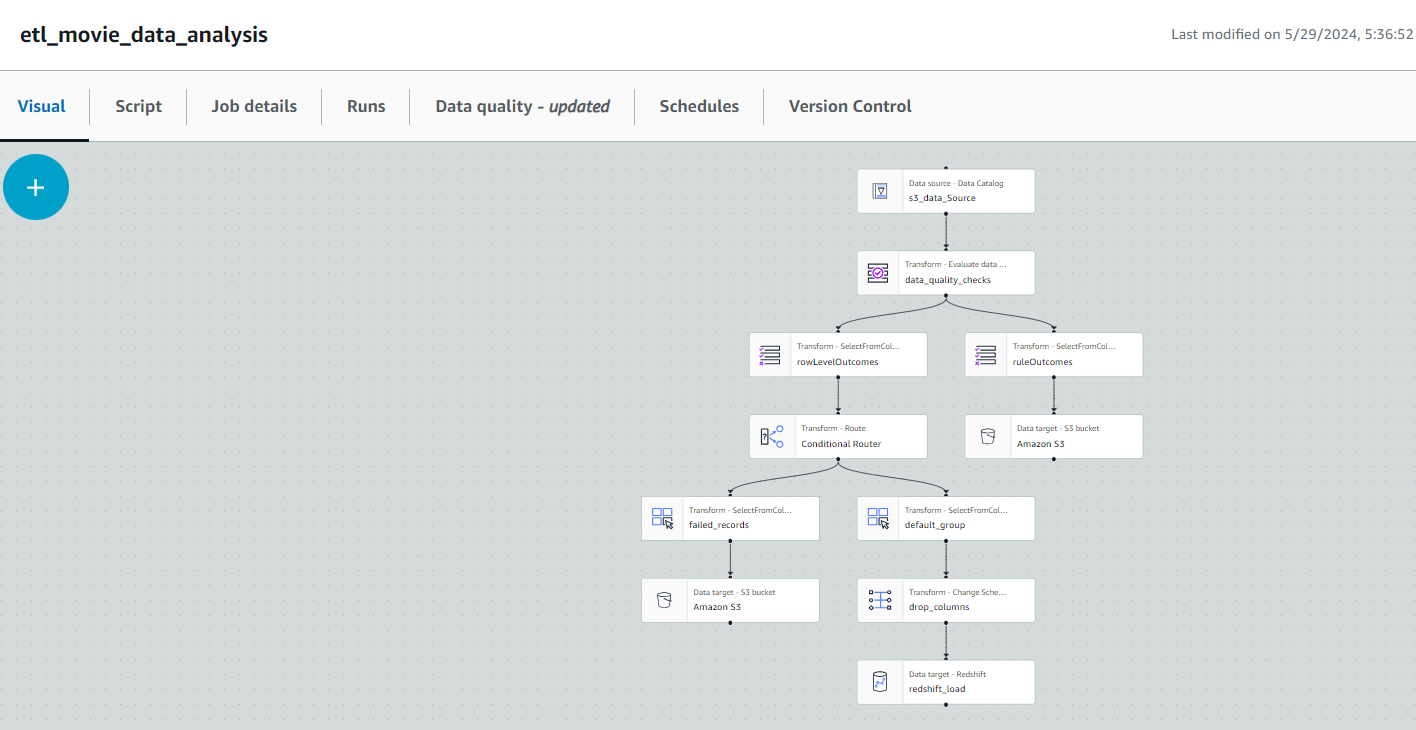 etl_movie_data_analysis
Last modified on 5/29/2024, 5:36:52
Visual
Script
Job details
Runs
Data quality - updated
Schedules
Version Control
Data source - Data Catalog
s3_data_Source
Transform - Evaluate data ...
data_quality_checks
Transform - SelectFromCol...
rowLevelOutcomes
Transform - SelectFromCol...
ruleOutcomes
Transform - Route
Conditional Router
Data target - S3 bucket
Amazon S3
Transform - SelectFromCol...
failed_records
Transform - SelectFromCol...
default_group
Data target - S3 bucket
Amazon S3
Transform - Change Sche...
drop_columns
Data target - Redshift
redshift_load